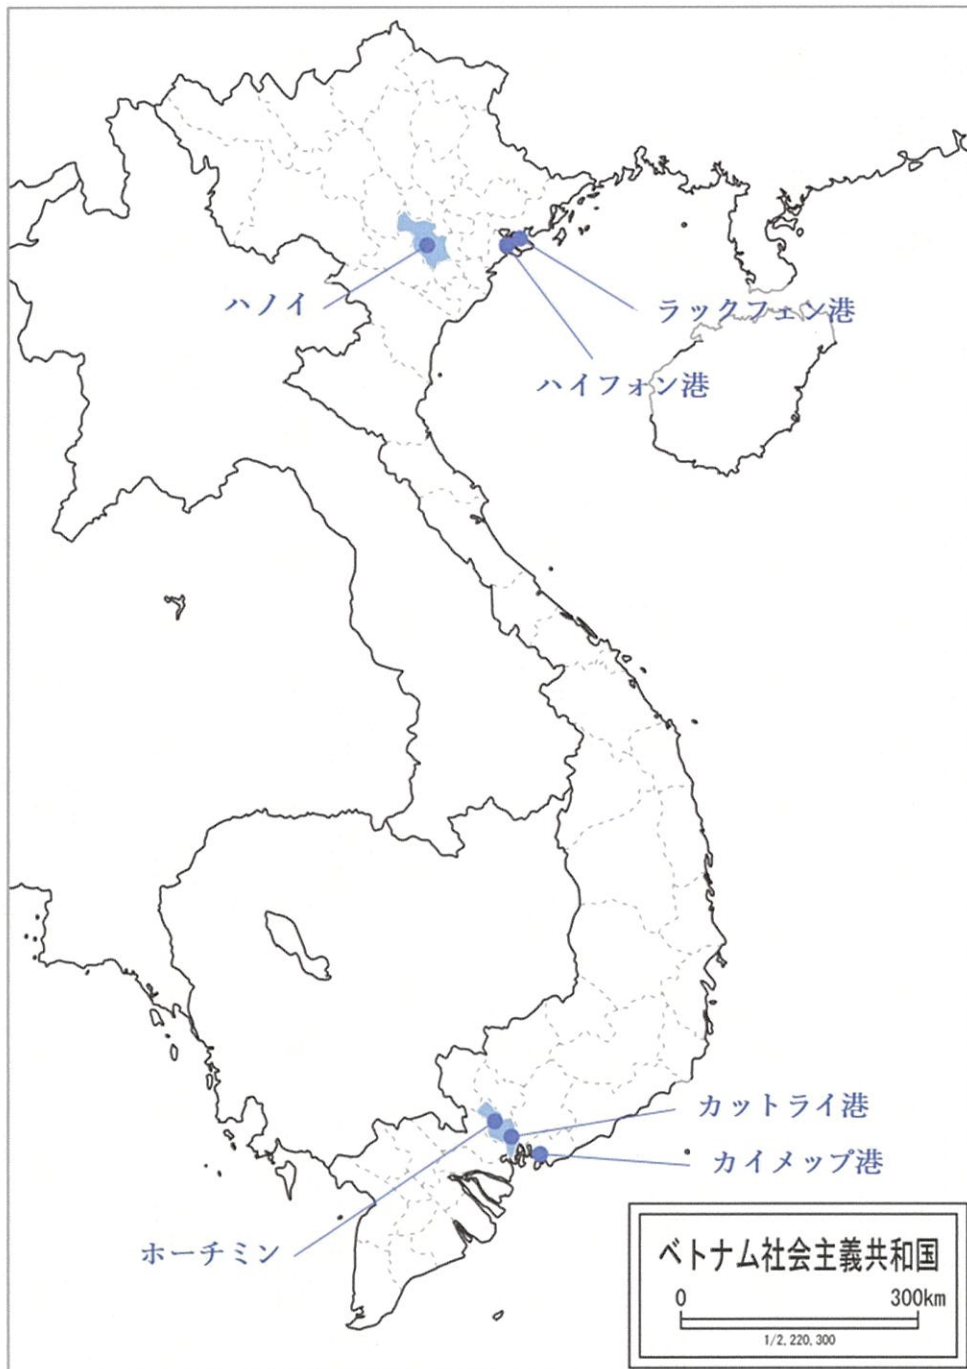 ハノイ
ラックフェン港
ハイフォン港
カットライ港
カイメップ港
ホーチミン
ベトナム社会主義共和国
0 300km
1/2,220,300